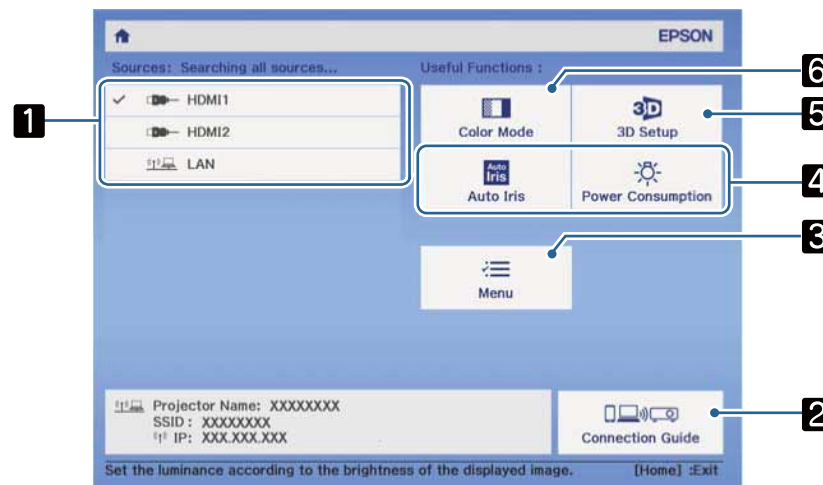 EPSON
Sources: Searching all sources...
Useful Functions :
1
HDMI1
HDMI2
LAN
6
Color Mode
5
3D
3D Setup
4
Auto Iris
Auto Iris
Power Consumption
3
Menu
Projector Name: XXXXXXXX
SSID : XXXXXXXX
IP: XXX.XXX.XXX
2
Connection Guide
Set the luminance according to the brightness of the displayed image.
[Home] :Exit